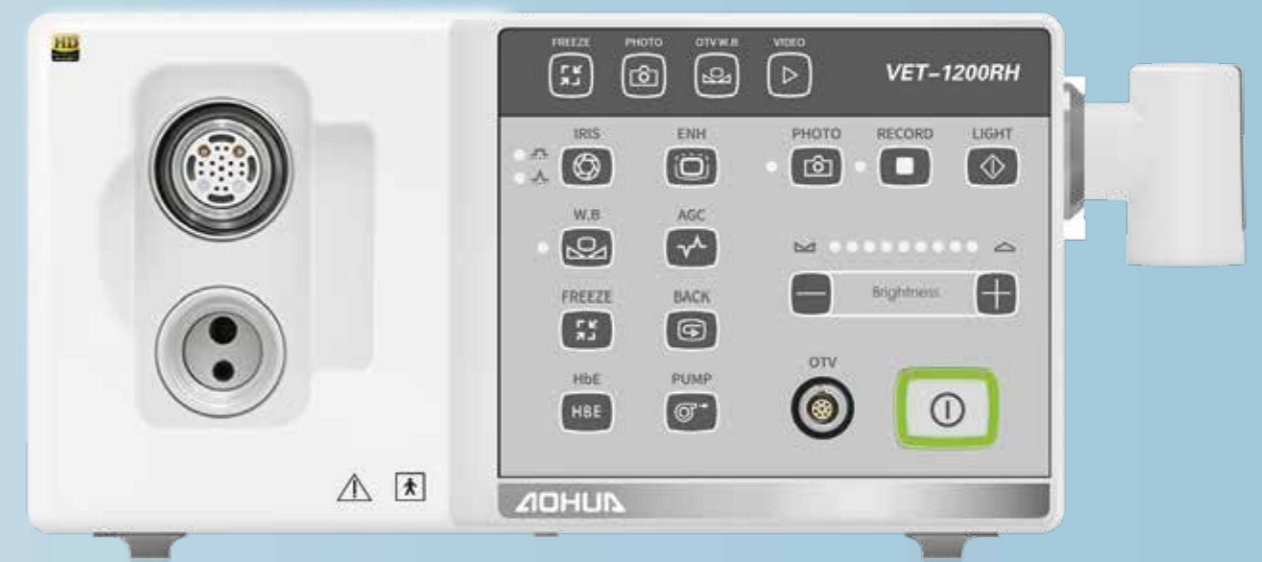 HD
FREEZE PHOTO OTV W.B VIDEO
VET-1200RH
IRIS ENH PHOTO RECORD LIGHT
W.B AGC
Brightness
FREEZE BACK
HbE PUMP OTV
HBE
AOHUA